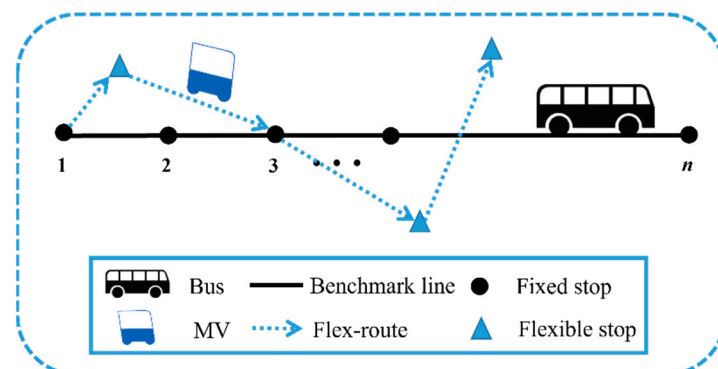 1 2 3 • • • n
Bus Benchmark line Fixed stop
MV Flex-route Flexible stop